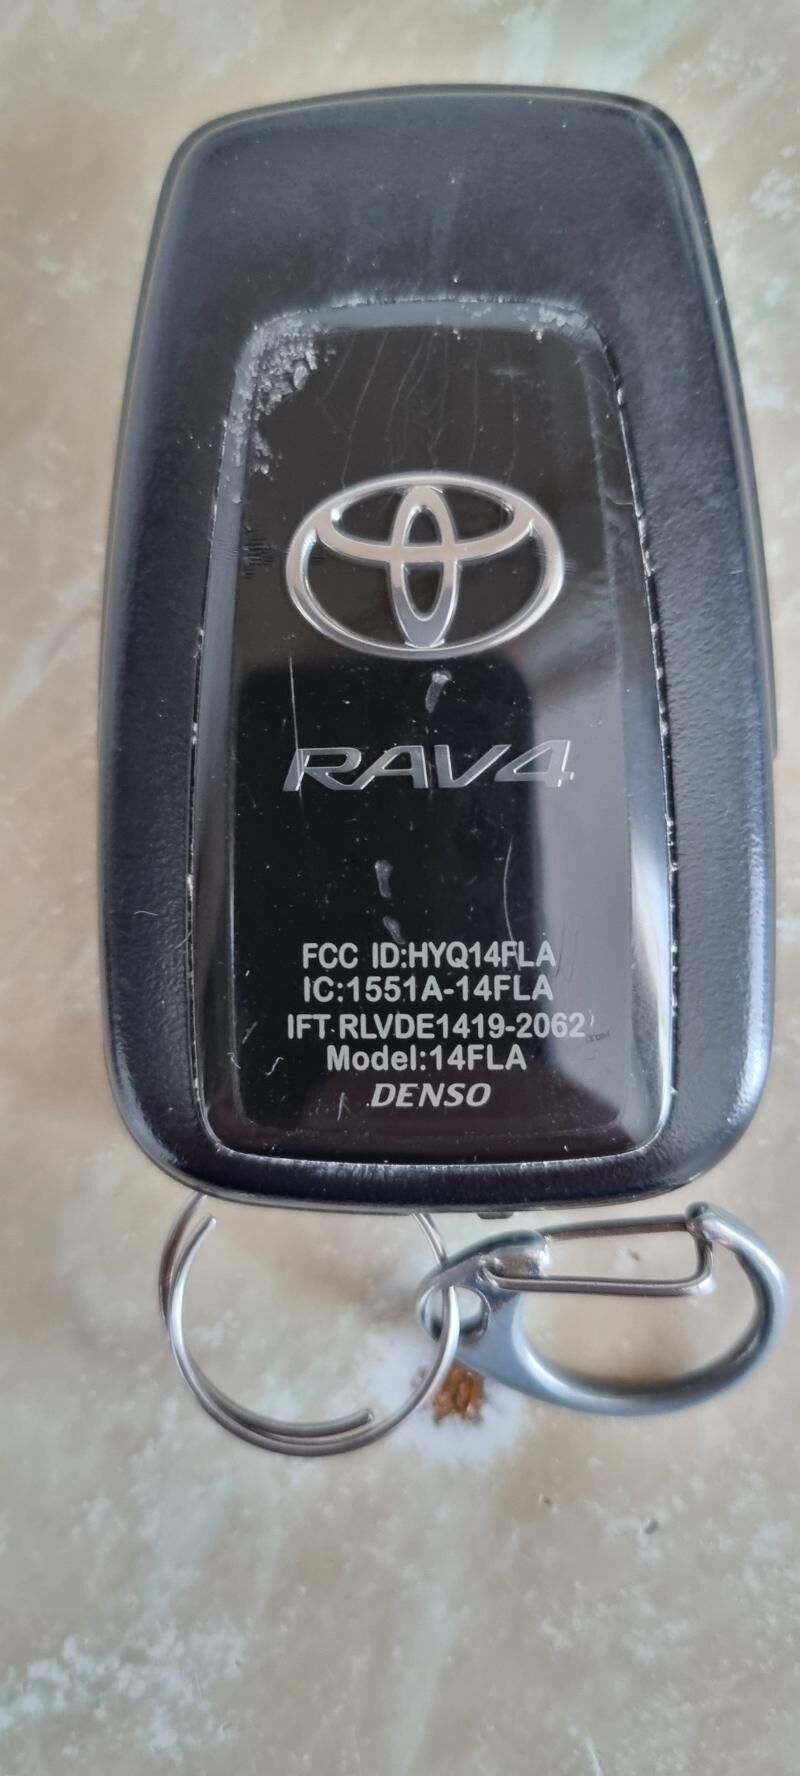 RAV4
FCC ID:HYQ14FLA
IC:1551A-14FLA
IFT RLVDE1419-2062
Model:14FLA
DENSO